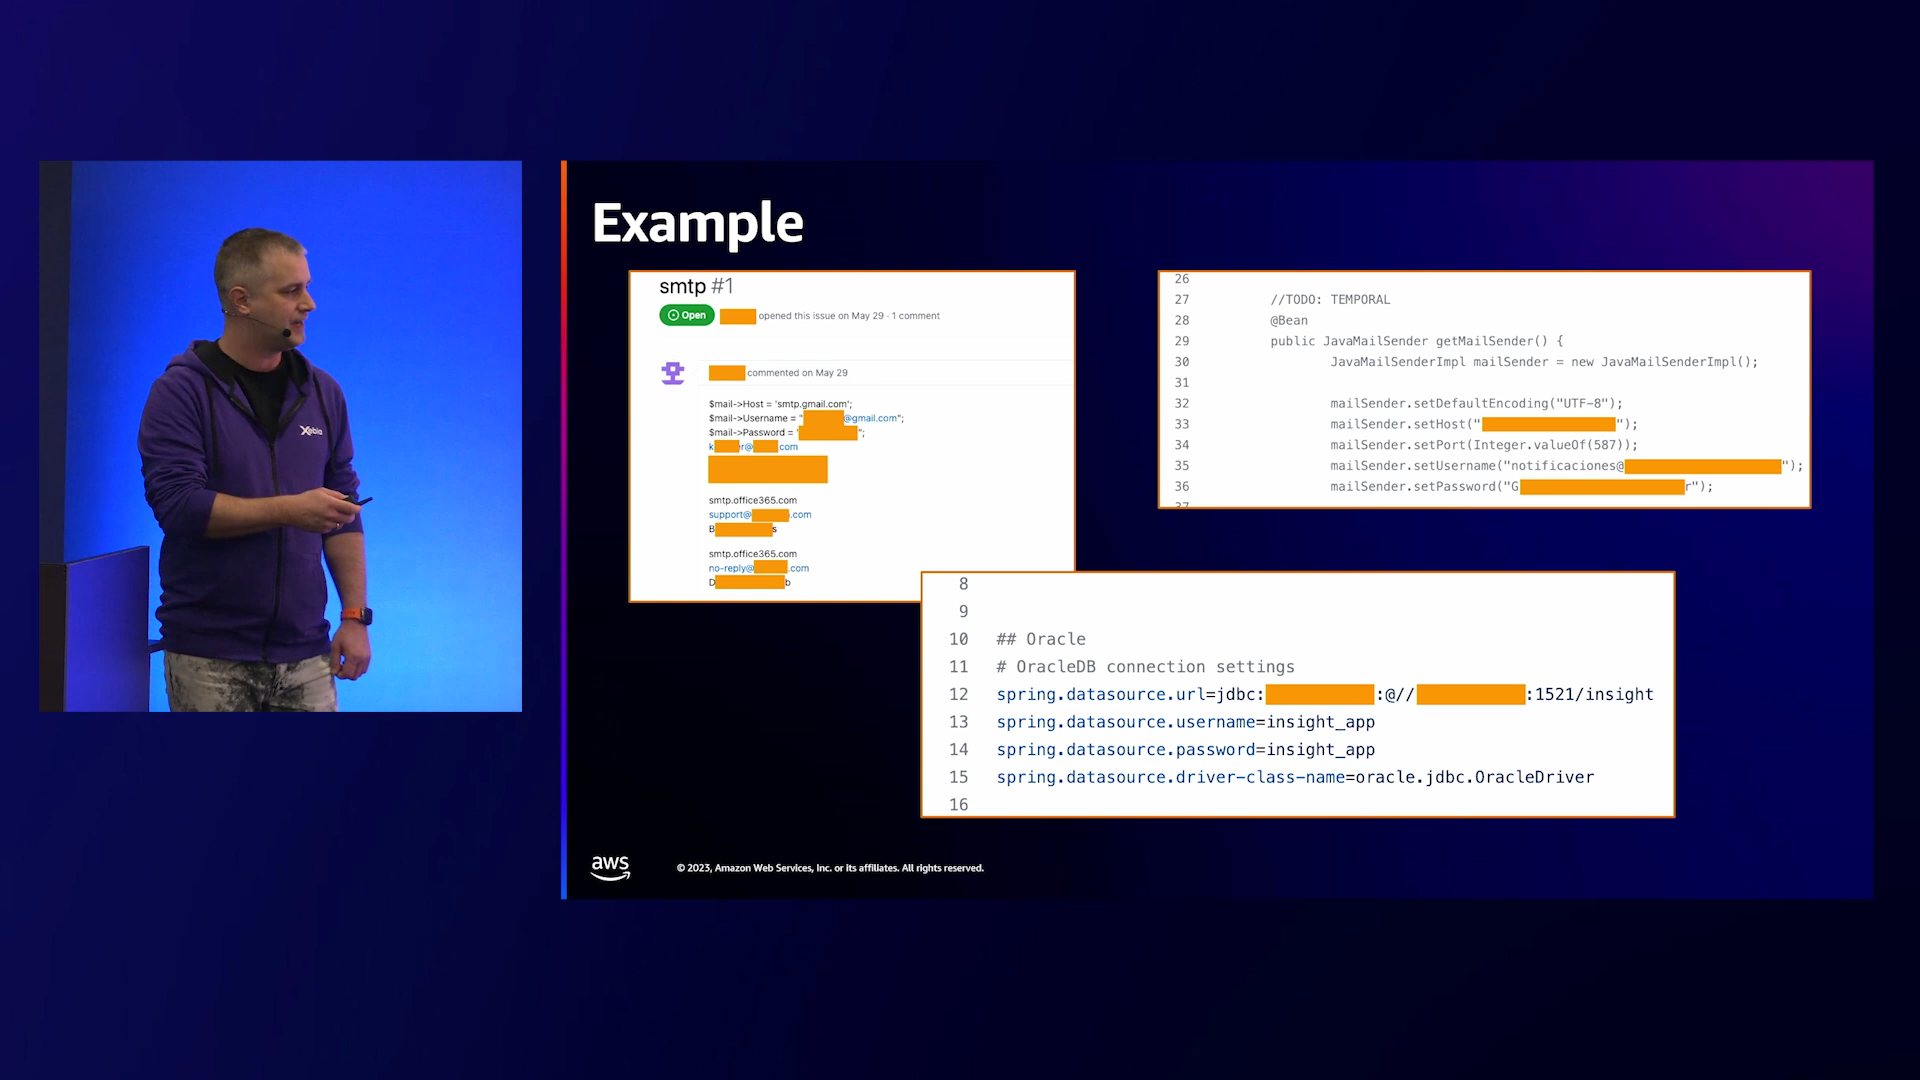 Xebia
Example
smtp #1
Open
opened this issue on May 29 · 1 comment
commented on May 29
$mail->Host = 'smtp.gmail.com';
$mail->Username = " @gmail.com";
$mail->Password = ' ";
k r@ .com
smtp.office365.com
support@ .com
B s
smtp.office365.com
no-reply@ .com
D b
26
27 //TODO: TEMPORAL
28 @Bean
29 public JavaMailSender getMailSender() {
30 JavaMailSenderImpl mailSender = new JavaMailSenderImpl();
31
32 mailSender.setDefaultEncoding("UTF-8");
33 mailSender.setHost(" ");
34 mailSender.setPort(Integer.valueOf(587));
35 mailSender.setUsername("notificaciones@ ");
36 mailSender.setPassword("G r");
37
8
9
10 ## Oracle
11 # OracleDB connection settings
12 spring.datasource.url=jdbc: :@// :1521/insight
13 spring.datasource.username=insight_app
14 spring.datasource.password=insight_app
15 spring.datasource.driver-class-name=oracle.jdbc.OracleDriver
16
aws
© 2023, Amazon Web Services, Inc. or its affiliates. All rights reserved.